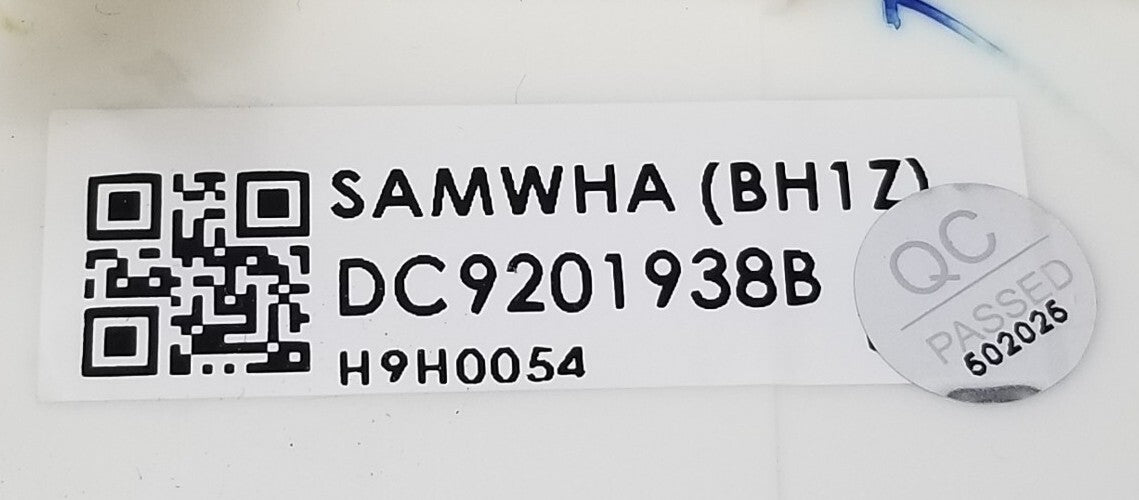 SAMWHA (BH1Z)
DC9201938B
H9H0054
QC
PASSED
502026